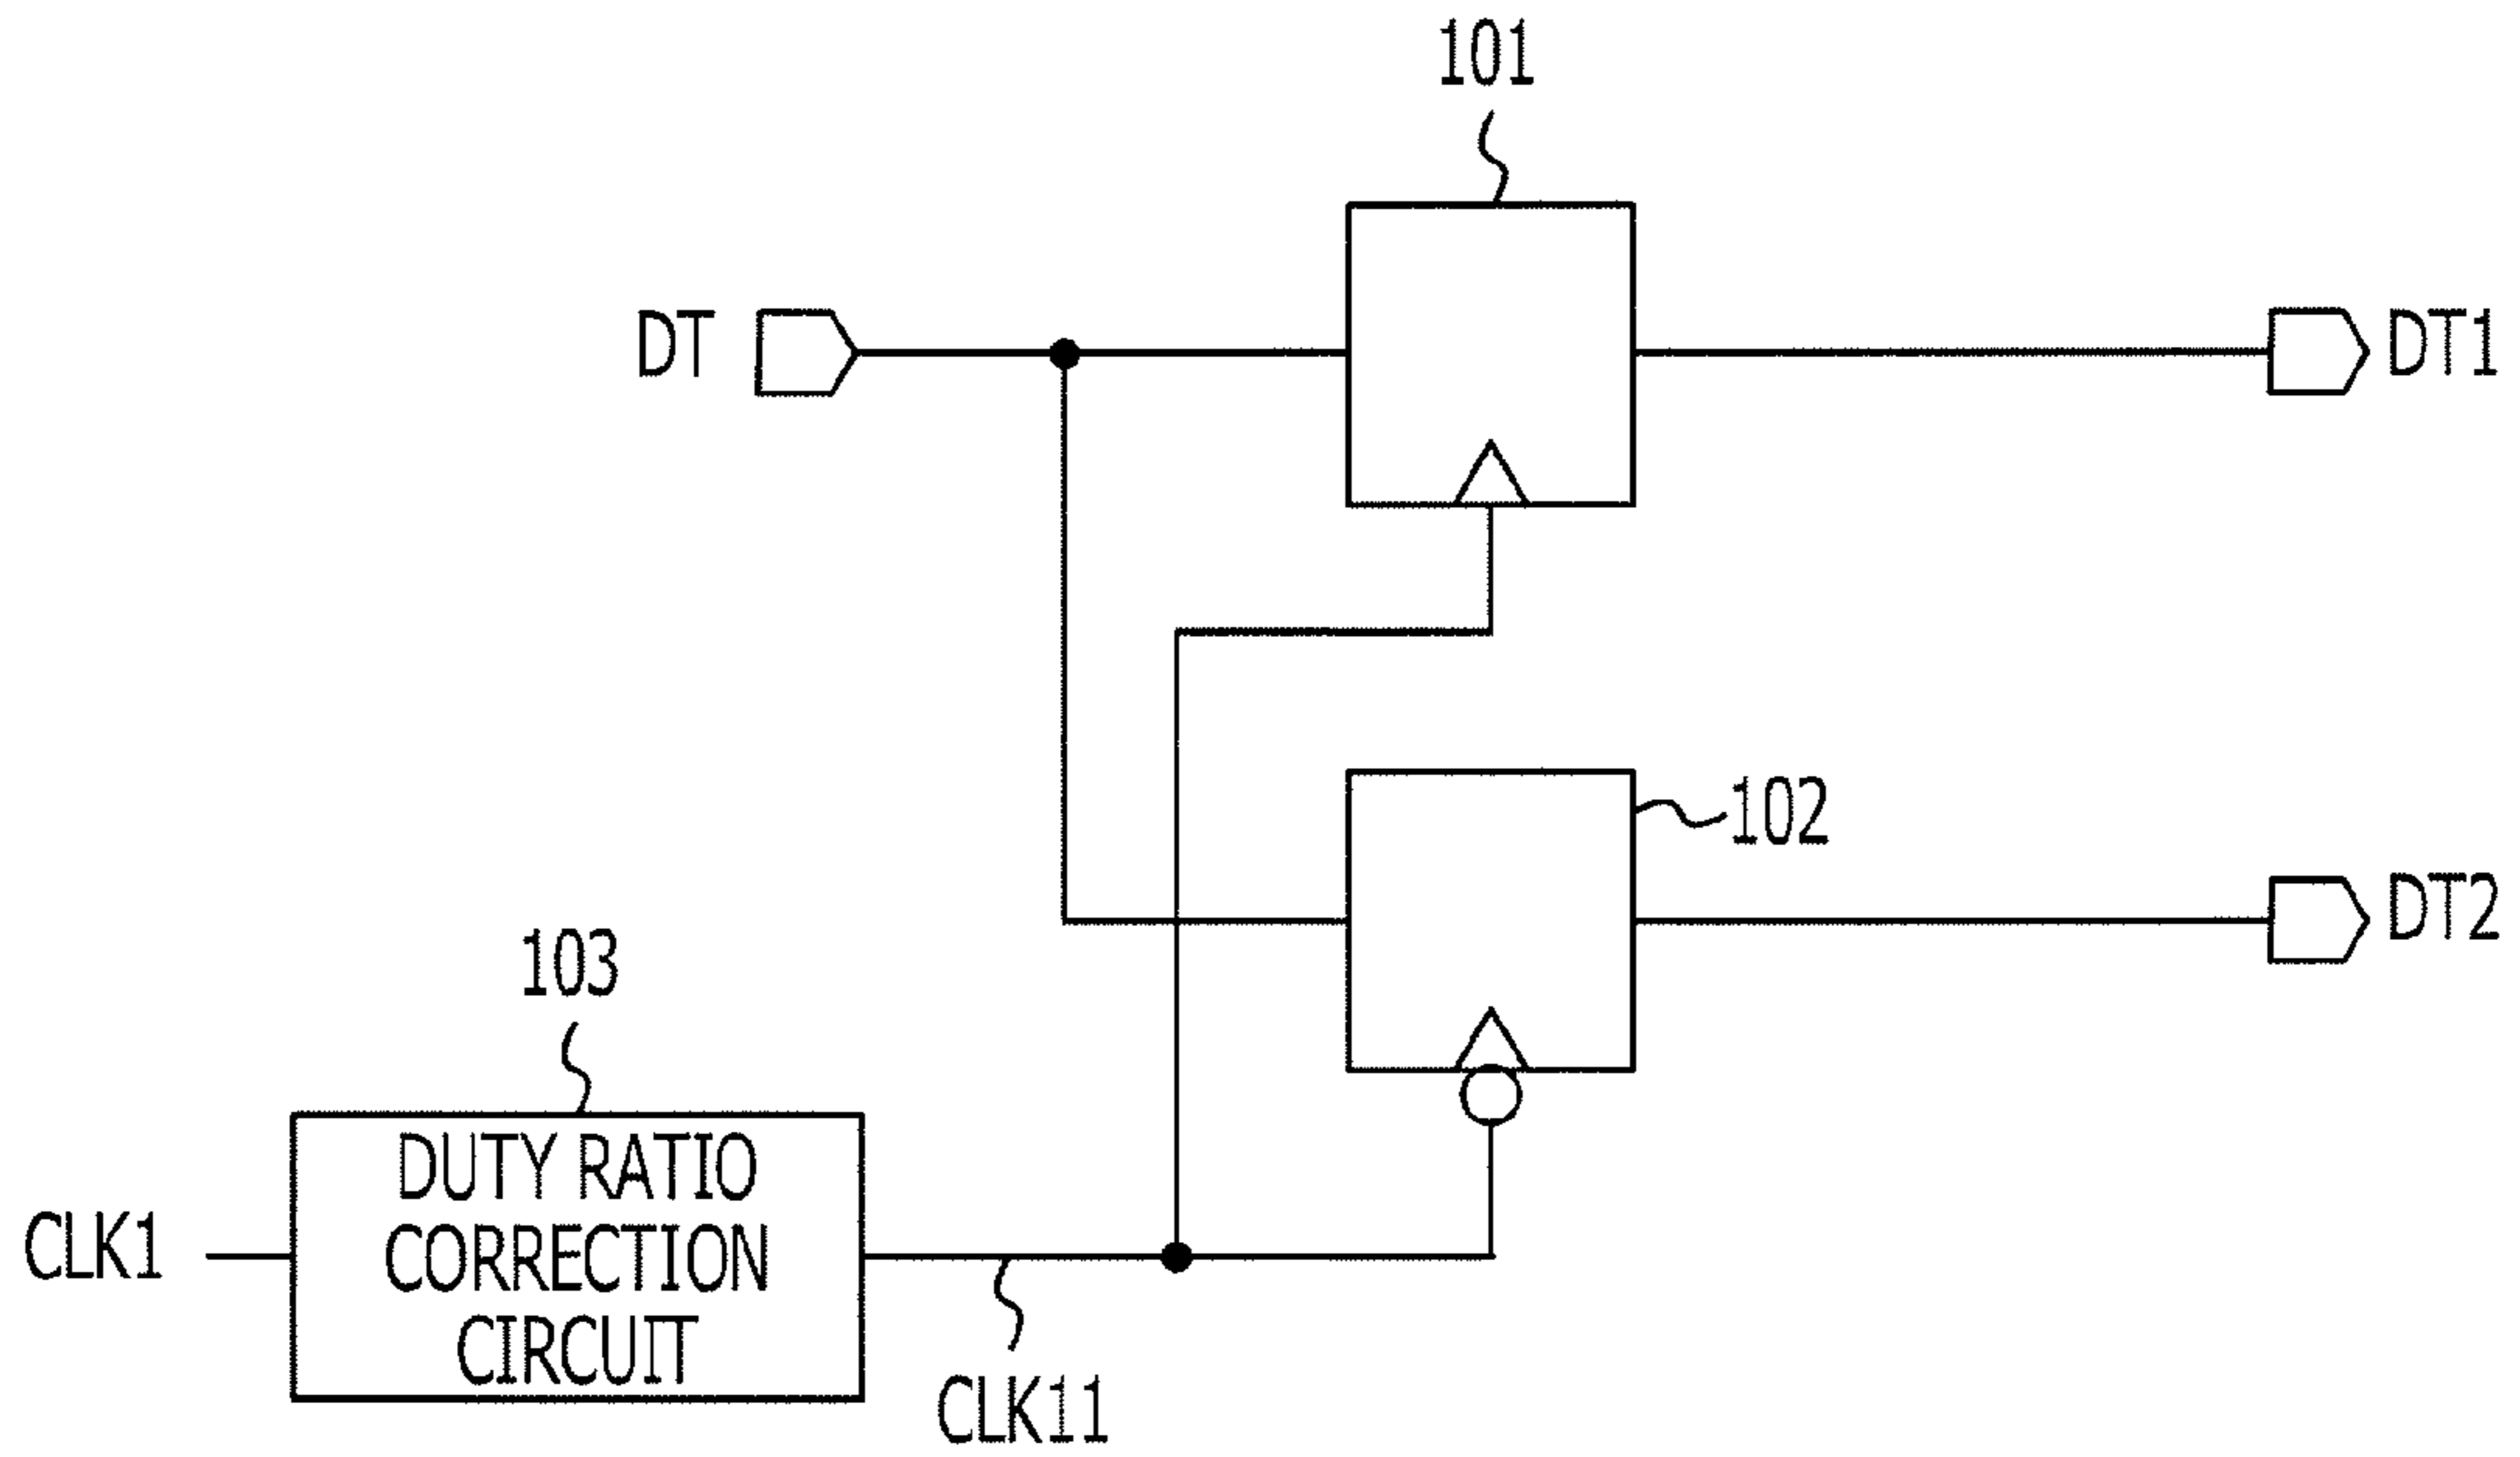 101
DT
DT1
102
DT2
103
DUTY RATIO
CORRECTION
CIRCUIT
CLK1
CLK11